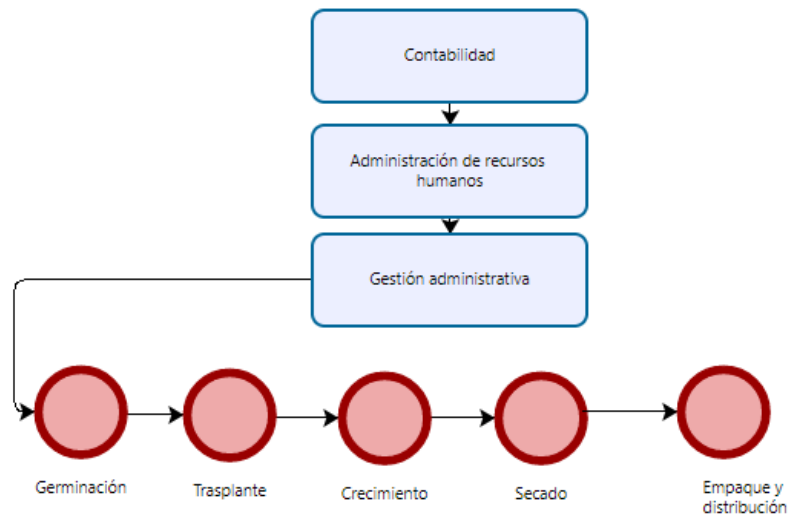 Contabilidad
Administración de recursos
humanos
Gestión administrativa
Germinación
Trasplante
Crecimiento
Secado
Empaque y
distribución